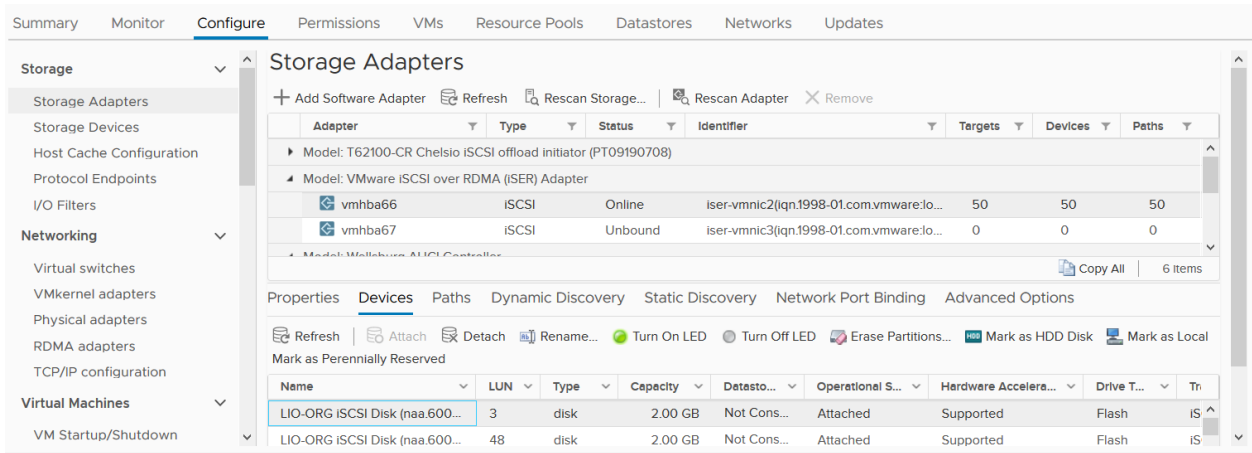 Summary Monitor Configure Permissions VMs Resource Pools Datastores Networks Updates
Storage
Storage Adapters
Storage Devices
Host Cache Configuration
Protocol Endpoints
I/O Filters
Networking
Virtual switches
VMkernel adapters
Physical adapters
RDMA adapters
TCP/IP configuration
Virtual Machines
VM Startup/Shutdown
Storage Adapters
Add Software Adapter Refresh Rescan Storage... Rescan Adapter Remove
Adapter Type Status Identifier Targets Devices Paths
Model: T62100-CR Chelsio iSCSI offload initiator (PT09190708)
Model: VMware iSCSI over RDMA (iSER) Adapter
vmhba66 iSCSI Online iser-vmnic2(iqn.1998-01.com.vmware:lo... 50 50 50
vmhba67 iSCSI Unbound iser-vmnic3(iqn.1998-01.com.vmware:lo... 0 0 0
Model: Wellsburg AHCI Controller
Copy All 6 items
Properties Devices Paths Dynamic Discovery Static Discovery Network Port Binding Advanced Options
Refresh Attach Detach Rename... Turn On LED Turn Off LED Erase Partitions... HDD Mark as HDD Disk Mark as Local
Mark as Perennially Reserved
Name LUN Type Capacity Datasto... Operational S... Hardware Accelera... Drive T... Tr
LIO-ORG iSCSI Disk (naa.600... 3 disk 2.00 GB Not Cons... Attached Supported Flash iS
LIO-ORG iSCSI Disk (naa.600... 48 disk 2.00 GB Not Cons... Attached Supported Flash iS